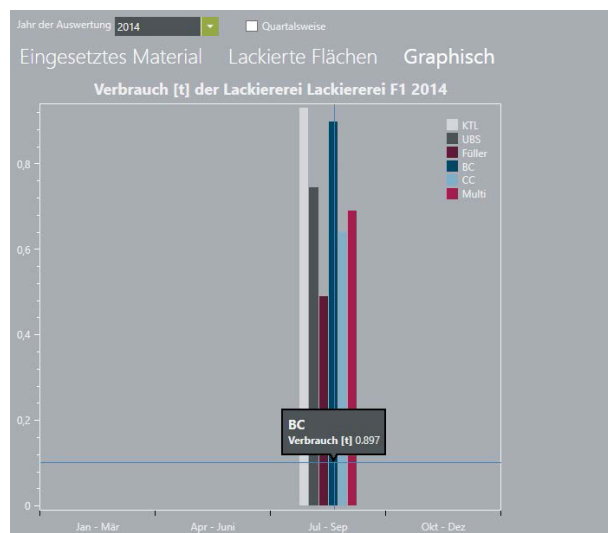 Jahr der Auswertung 2014 Quartalsweise
Eingesetztes Material Lackierte Flächen Graphisch
Verbrauch [t] der Lackiererei Lackiererei F1 2014
KTL
UBS
Füller
BC
CC
Multi
0,8
0,6
0,4
0,2
0
BC
Verbrauch [t] 0.897
Jan - Mär Apr - Juni Jul - Sep Okt - Dez